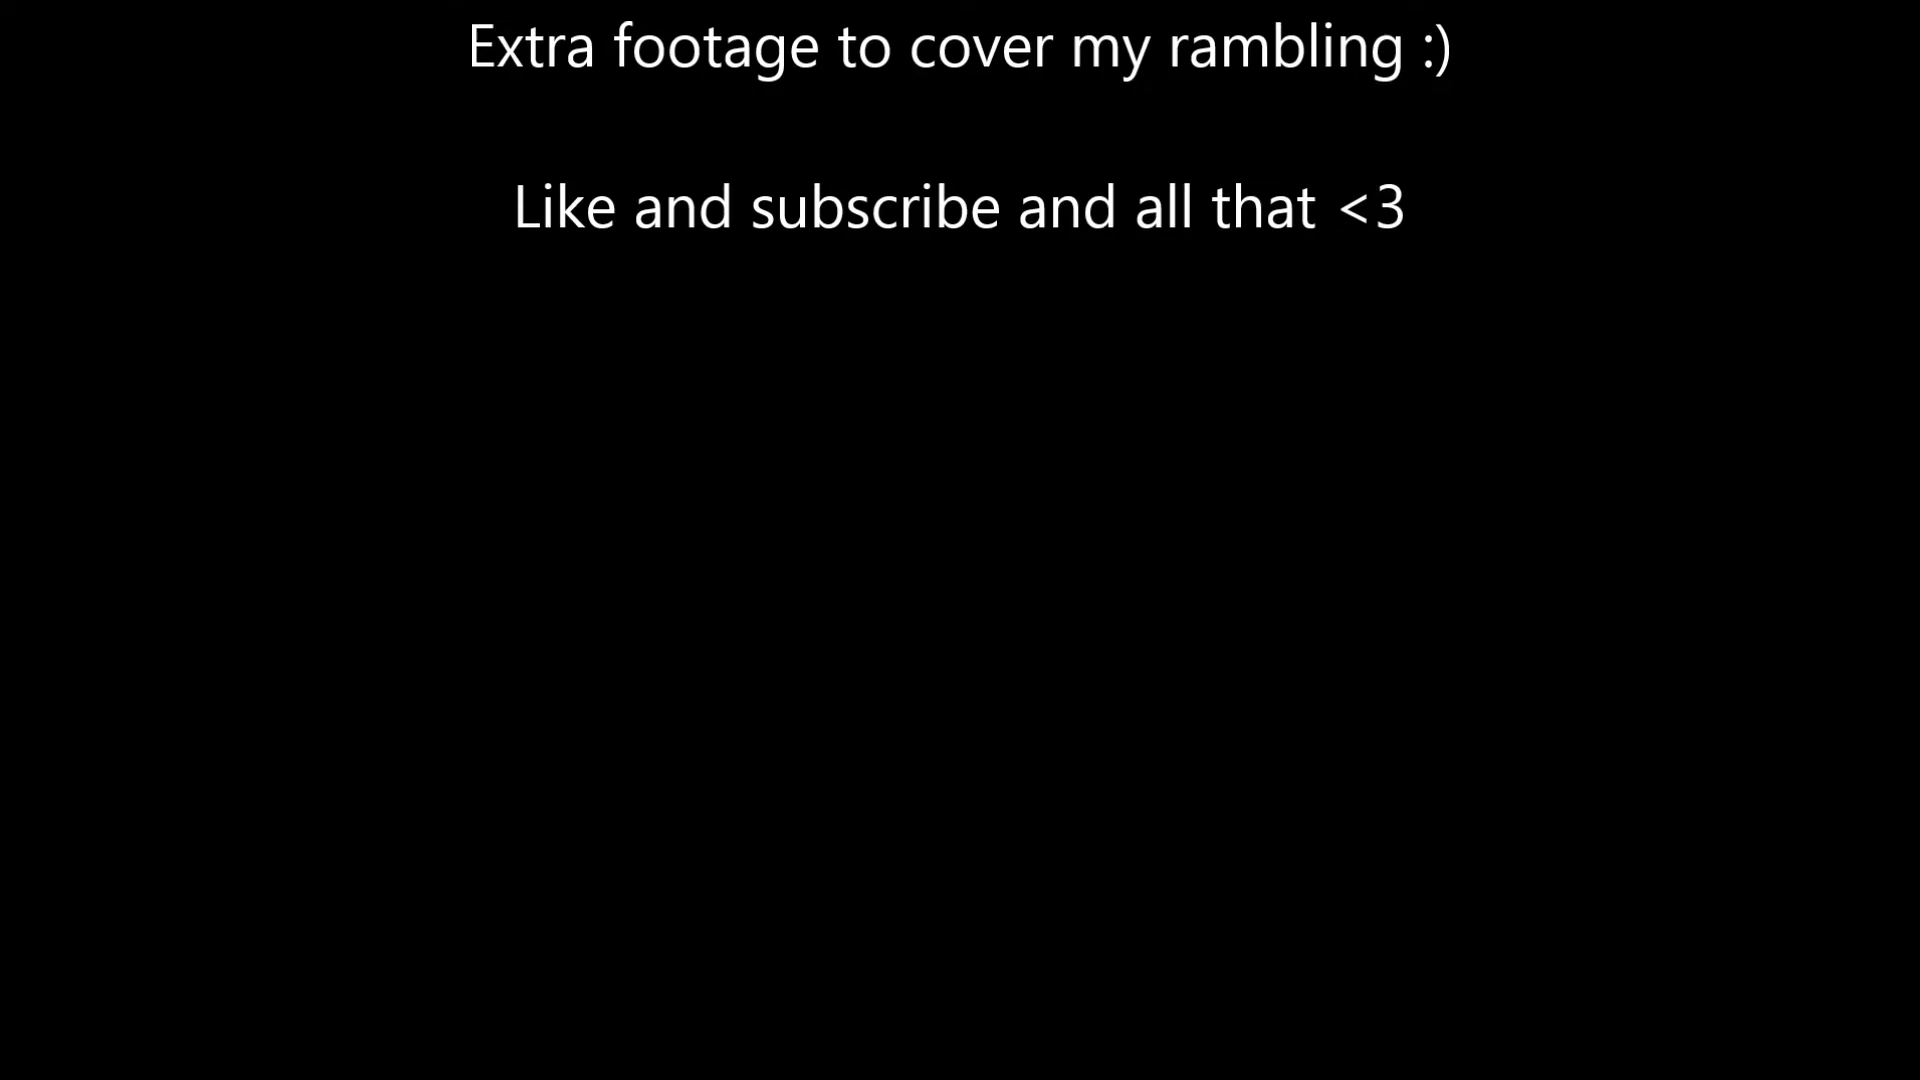 Extra footage to cover my rambling :)
Like and subscribe and all that <3